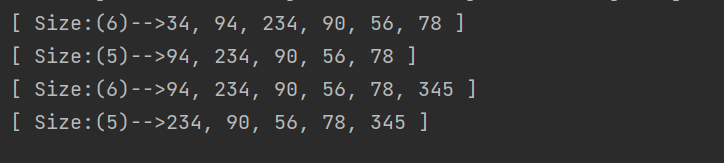 [ Size:(6)-->34, 94, 234, 90, 56, 78 ]
[ Size:(5)-->94, 234, 90, 56, 78 ]
[ Size:(6)-->94, 234, 90, 56, 78, 345 ]
[ Size:(5)-->234, 90, 56, 78, 345 ]